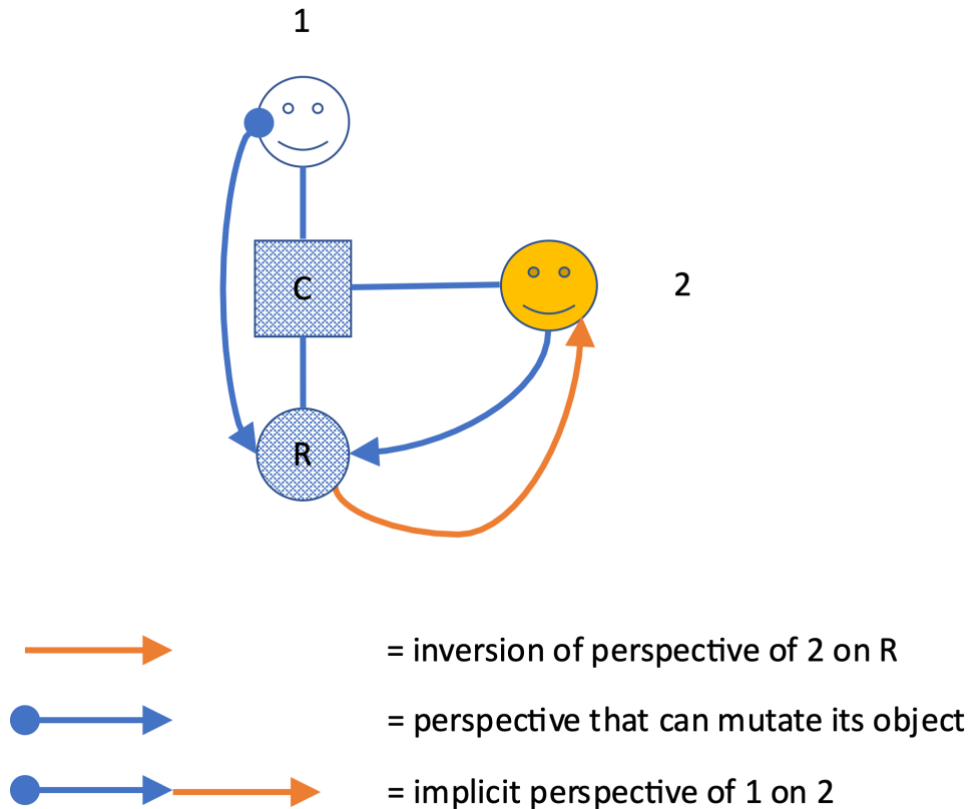 1
C
2
R
= inversion of perspective of 2 on R
= perspective that can mutate its object
= implicit perspective of 1 on 2